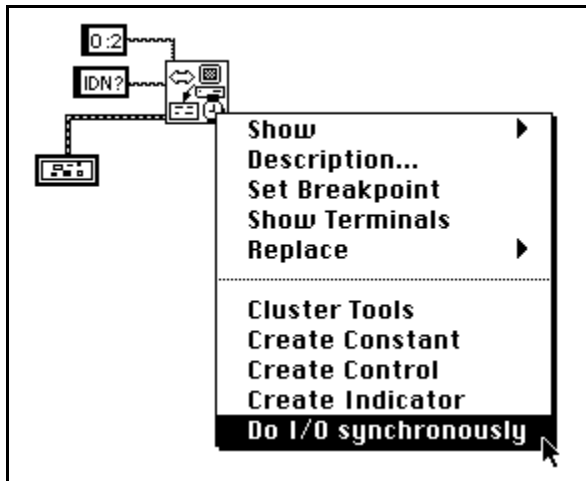 0:2
IDN?
Show
Description...
Set Breakpoint
Show Terminals
Replace
Cluster Tools
Create Constant
Create Control
Create Indicator
Do I/O synchronously